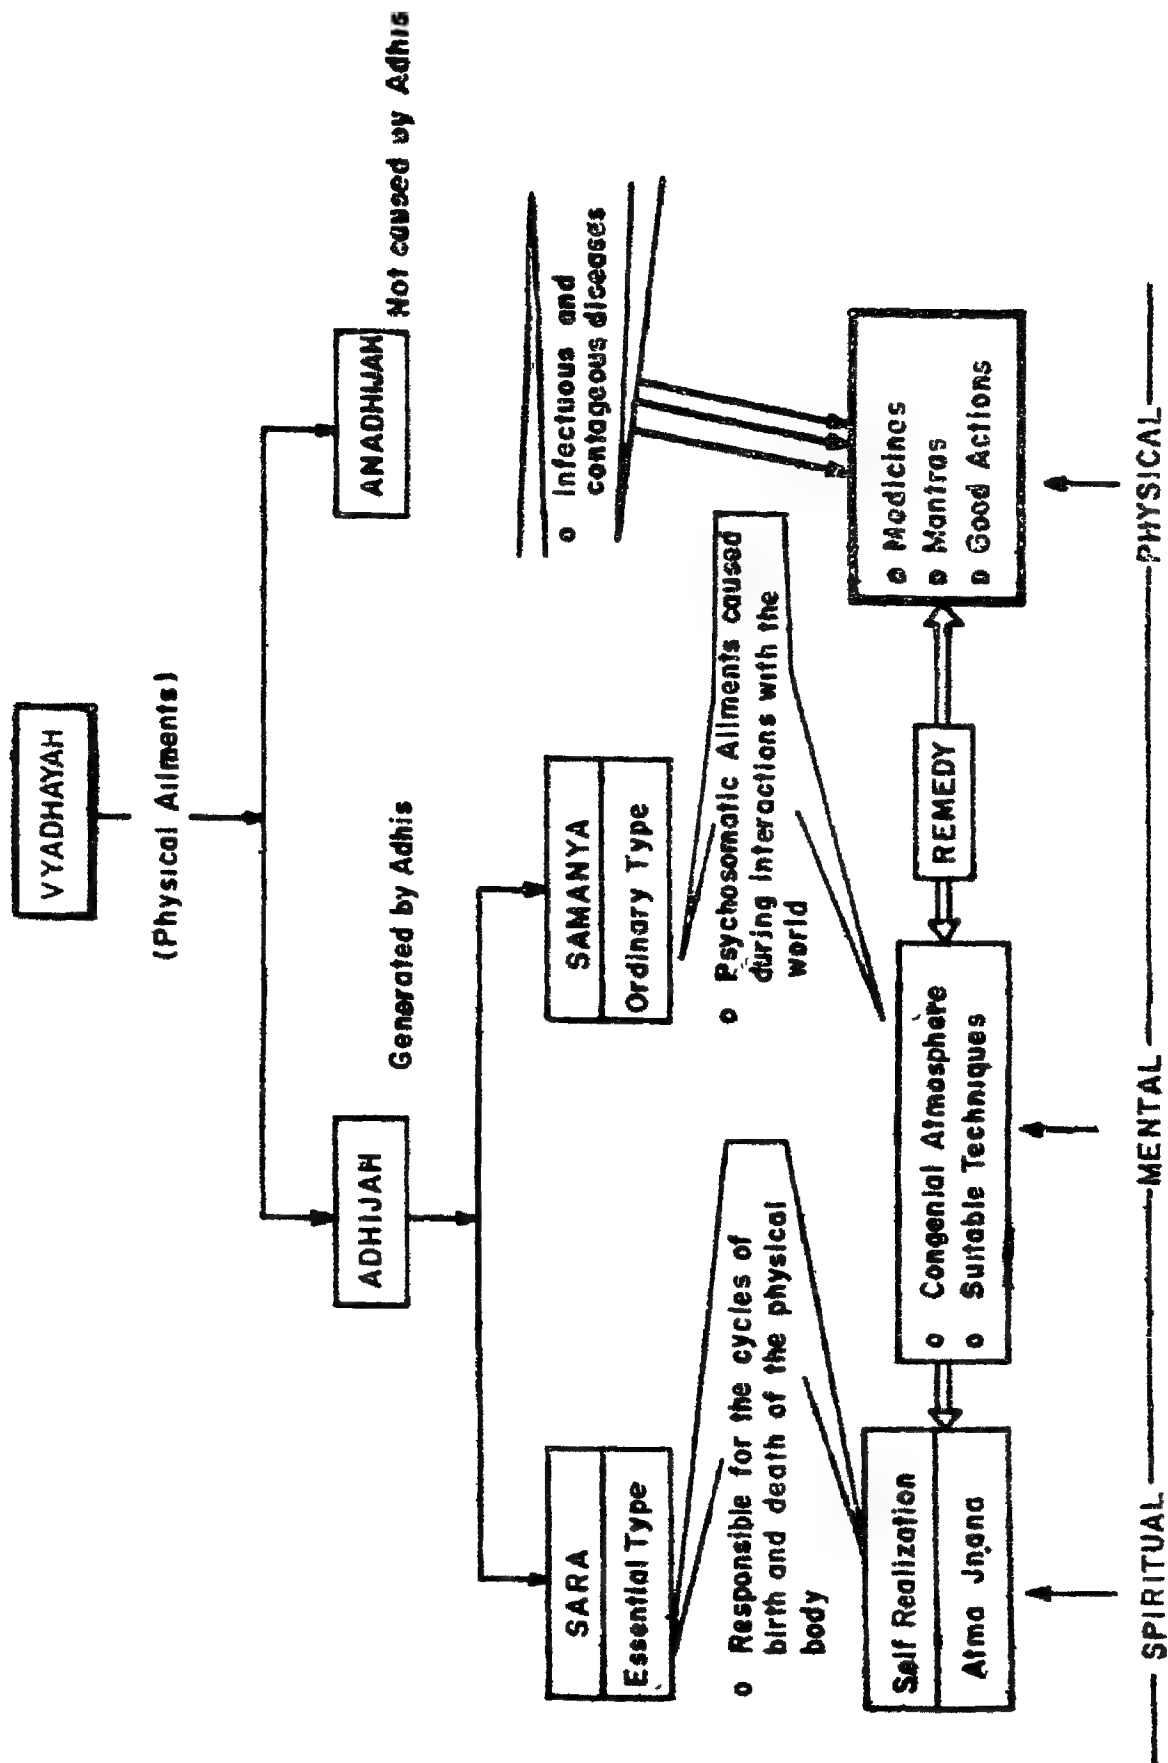 VYADHAYAH
(Physical Ailments)
ADHIJAH
Generated by Adhis
ANADHIJAH
Not caused by Adhis
SARA
Essential Type
SAMANYA
Ordinary Type
o Infectuous and
contageous diceases
o Responsible for the cycles of
birth and death of the physical
body
o Psychosomatic Ailments caused
during interactions with the
world
Self Realization
Atma Jnana
o Congenial Atmosphere
o Suitable Techniques
REMEDY
o Medicines
o Mantras
o Good Actions
SPIRITUAL
MENTAL
PHYSICAL